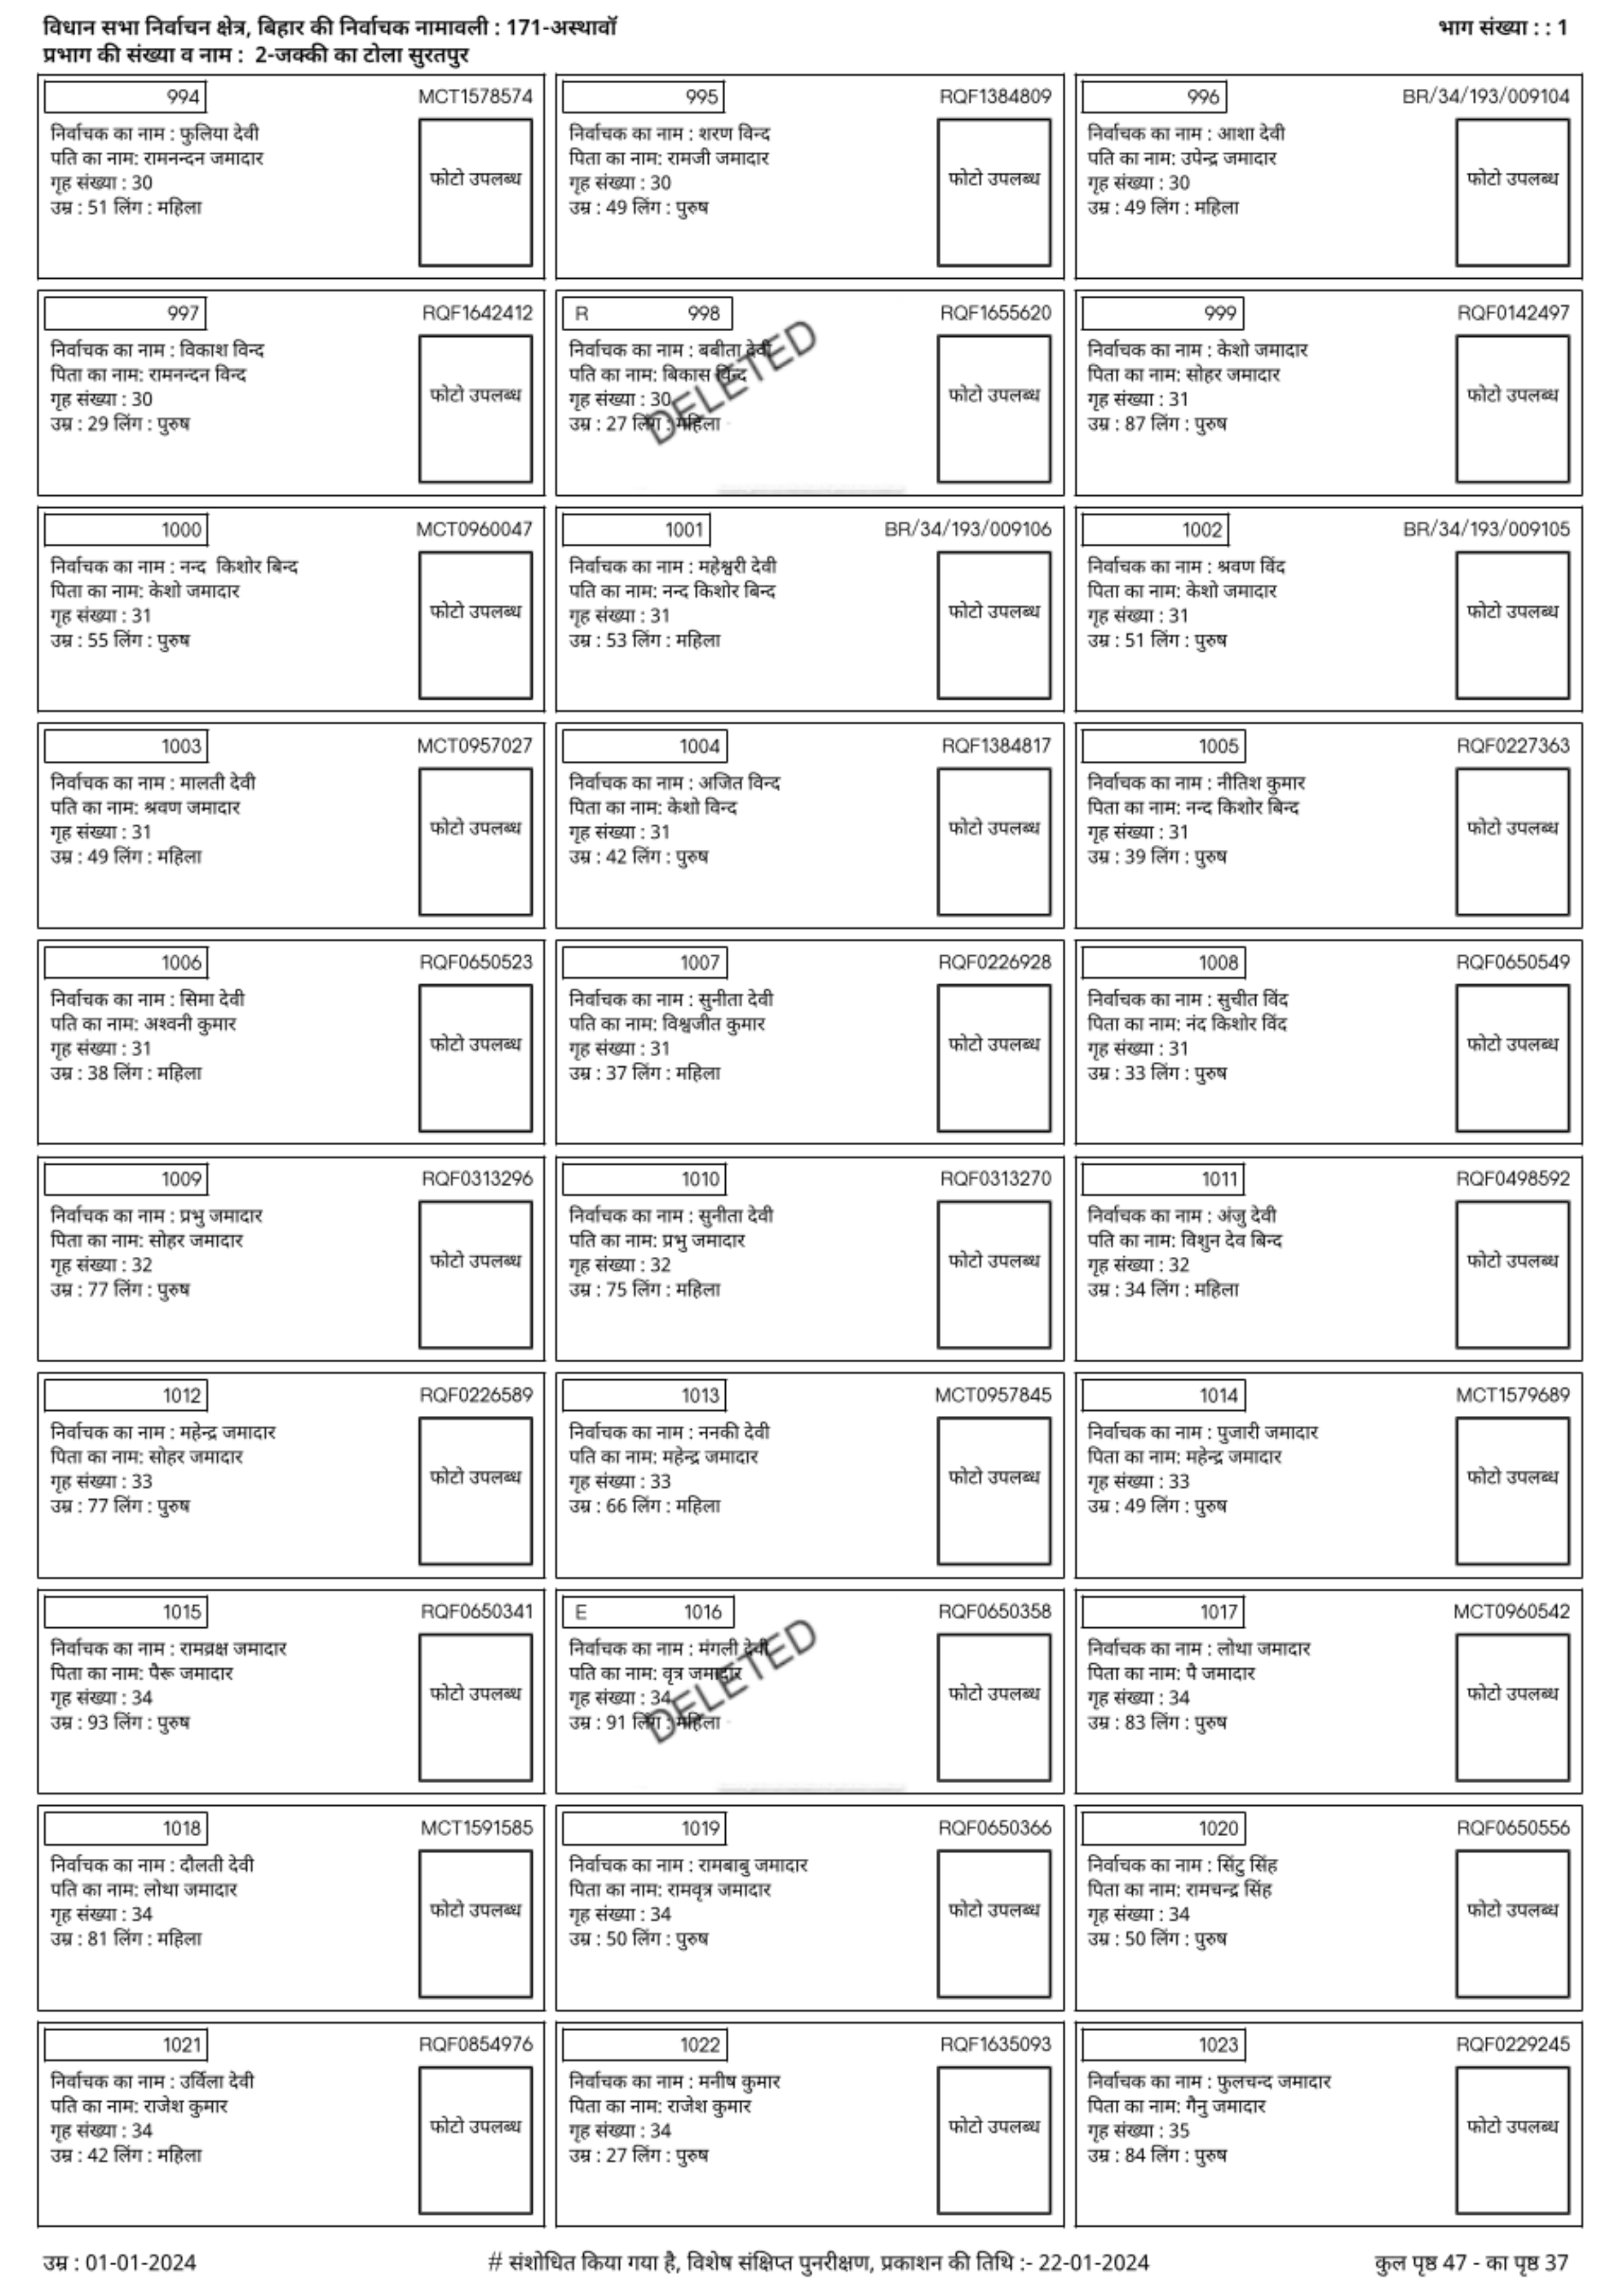 विधान सभा निर्वाचन क्षेत्र, बिहार की निर्वाचक नामावली : 171-अस्थावॉ
भाग संख्या : : 1
प्रभाग की संख्या व नाम : 2-जक्की का टोला सुरतपुर
994 MCT1578574
निर्वाचक का नाम : फुलिया देवी
पति का नाम: रामनन्दन जमादार
गृह संख्या : 30
उम्र : 51 लिंग : महिला
फोटो उपलब्ध
995 RQF1384809
निर्वाचक का नाम : शरण विन्द
पिता का नाम: रामजी जमादार
गृह संख्या : 30
उम्र : 49 लिंग : पुरुष
फोटो उपलब्ध
996 BR/34/193/009104
निर्वाचक का नाम : आशा देवी
पति का नाम: उपेन्द्र जमादार
गृह संख्या : 30
उम्र : 49 लिंग : महिला
फोटो उपलब्ध
997 RQF1642412
निर्वाचक का नाम : विकाश विन्द
पिता का नाम: रामनन्दन विन्द
गृह संख्या : 30
उम्र : 29 लिंग : पुरुष
फोटो उपलब्ध
R 998 RQF1655620
निर्वाचक का नाम : बबीता देवी
पति का नाम: बिकास विन्द
गृह संख्या : 30
उम्र : 27 लिंग : महिला
फोटो उपलब्ध
DELETED
999 RQF0142497
निर्वाचक का नाम : केशो जमादार
पिता का नाम: सोहर जमादार
गृह संख्या : 31
उम्र : 87 लिंग : पुरुष
फोटो उपलब्ध
1000 MCT0960047
निर्वाचक का नाम : नन्द किशोर बिन्द
पिता का नाम: केशो जमादार
गृह संख्या : 31
उम्र : 55 लिंग : पुरुष
फोटो उपलब्ध
1001 BR/34/193/009106
निर्वाचक का नाम : महेश्वरी देवी
पति का नाम: नन्द किशोर बिन्द
गृह संख्या : 31
उम्र : 53 लिंग : महिला
फोटो उपलब्ध
1002 BR/34/193/009105
निर्वाचक का नाम : श्रवण विंद
पिता का नाम: केशो जमादार
गृह संख्या : 31
उम्र : 51 लिंग : पुरुष
फोटो उपलब्ध
1003 MCT0957027
निर्वाचक का नाम : मालती देवी
पति का नाम: श्रवण जमादार
गृह संख्या : 31
उम्र : 49 लिंग : महिला
फोटो उपलब्ध
1004 RQF1384817
निर्वाचक का नाम : अजित विन्द
पिता का नाम: केशो विन्द
गृह संख्या : 31
उम्र : 42 लिंग : पुरुष
फोटो उपलब्ध
1005 RQF0227363
निर्वाचक का नाम : नीतिश कुमार
पिता का नाम: नन्द किशोर बिन्द
गृह संख्या : 31
उम्र : 39 लिंग : पुरुष
फोटो उपलब्ध
1006 RQF0650523
निर्वाचक का नाम : सिमा देवी
पति का नाम: अश्वनी कुमार
गृह संख्या : 31
उम्र : 38 लिंग : महिला
फोटो उपलब्ध
1007 RQF0226928
निर्वाचक का नाम : सुनीता देवी
पति का नाम: विश्वजीत कुमार
गृह संख्या : 31
उम्र : 37 लिंग : महिला
फोटो उपलब्ध
1008 RQF0650549
निर्वाचक का नाम : सुचीत विंद
पिता का नाम: नंद किशोर विंद
गृह संख्या : 31
उम्र : 33 लिंग : पुरुष
फोटो उपलब्ध
1009 RQF0313296
निर्वाचक का नाम : प्रभु जमादार
पिता का नाम: सोहर जमादार
गृह संख्या : 32
उम्र : 77 लिंग : पुरुष
फोटो उपलब्ध
1010 RQF0313270
निर्वाचक का नाम : सुनीता देवी
पति का नाम: प्रभु जमादार
गृह संख्या : 32
उम्र : 75 लिंग : महिला
फोटो उपलब्ध
1011 RQF0498592
निर्वाचक का नाम : अंजु देवी
पति का नाम: विशुन देव बिन्द
गृह संख्या : 32
उम्र : 34 लिंग : महिला
फोटो उपलब्ध
1012 RQF0226589
निर्वाचक का नाम : महेन्द्र जमादार
पिता का नाम: सोहर जमादार
गृह संख्या : 33
उम्र : 77 लिंग : पुरुष
फोटो उपलब्ध
1013 MCT0957845
निर्वाचक का नाम : ननकी देवी
पति का नाम: महेन्द्र जमादार
गृह संख्या : 33
उम्र : 66 लिंग : महिला
फोटो उपलब्ध
1014 MCT1579689
निर्वाचक का नाम : पुजारी जमादार
पिता का नाम: महेन्द्र जमादार
गृह संख्या : 33
उम्र : 49 लिंग : पुरुष
फोटो उपलब्ध
1015 RQF0650341
निर्वाचक का नाम : रामव्रक्ष जमादार
पिता का नाम: पैरू जमादार
गृह संख्या : 34
उम्र : 93 लिंग : पुरुष
फोटो उपलब्ध
E 1016 RQF0650358
निर्वाचक का नाम : मंगली देवी
पति का नाम: वृत्र जमादार
गृह संख्या : 34
उम्र : 91 लिंग : महिला
फोटो उपलब्ध
DELETED
1017 MCT0960542
निर्वाचक का नाम : लोथा जमादार
पिता का नाम: पै जमादार
गृह संख्या : 34
उम्र : 83 लिंग : पुरुष
फोटो उपलब्ध
1018 MCT1591585
निर्वाचक का नाम : दौलती देवी
पति का नाम: लोथा जमादार
गृह संख्या : 34
उम्र : 81 लिंग : महिला
फोटो उपलब्ध
1019 RQF0650366
निर्वाचक का नाम : रामबाबु जमादार
पिता का नाम: रामवृत्र जमादार
गृह संख्या : 34
उम्र : 50 लिंग : पुरुष
फोटो उपलब्ध
1020 RQF0650556
निर्वाचक का नाम : सिंटु सिंह
पिता का नाम: रामचन्द्र सिंह
गृह संख्या : 34
उम्र : 50 लिंग : पुरुष
फोटो उपलब्ध
1021 RQF0854976
निर्वाचक का नाम : उर्विला देवी
पति का नाम: राजेश कुमार
गृह संख्या : 34
उम्र : 42 लिंग : महिला
फोटो उपलब्ध
1022 RQF1635093
निर्वाचक का नाम : मनीष कुमार
पिता का नाम: राजेश कुमार
गृह संख्या : 34
उम्र : 27 लिंग : पुरुष
फोटो उपलब्ध
1023 RQF0229245
निर्वाचक का नाम : फुलचन्द जमादार
पिता का नाम: गैनु जमादार
गृह संख्या : 35
उम्र : 84 लिंग : पुरुष
फोटो उपलब्ध
उम्र : 01-01-2024
# संशोधित किया गया है, विशेष संक्षिप्त पुनरीक्षण, प्रकाशन की तिथि :- 22-01-2024
कुल पृष्ठ 47 - का पृष्ठ 37